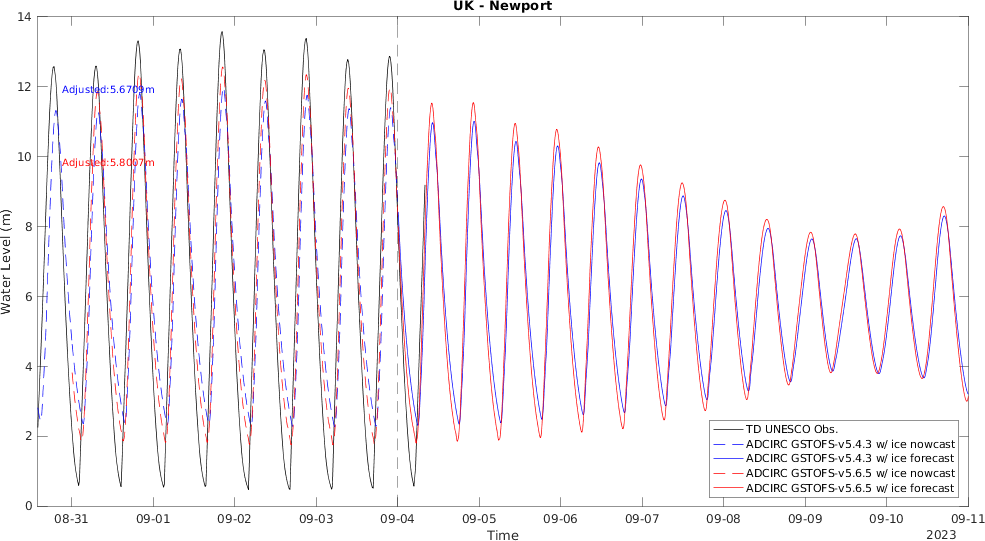 UK - Newport
Water Level (m)
14
12
10
8
6
4
2
0
Adjusted:5.6709m
Adjusted:5.8007m
TD UNESCO Obs.
ADCIRC GSTOFS-v5.4.3 w/ ice nowcast
ADCIRC GSTOFS-v5.4.3 w/ ice forecast
ADCIRC GSTOFS-v5.6.5 w/ ice nowcast
ADCIRC GSTOFS-v5.6.5 w/ ice forecast
08-31 09-01 09-02 09-03 09-04 09-05 09-06 09-07 09-08 09-09 09-10 09-11
Time
2023